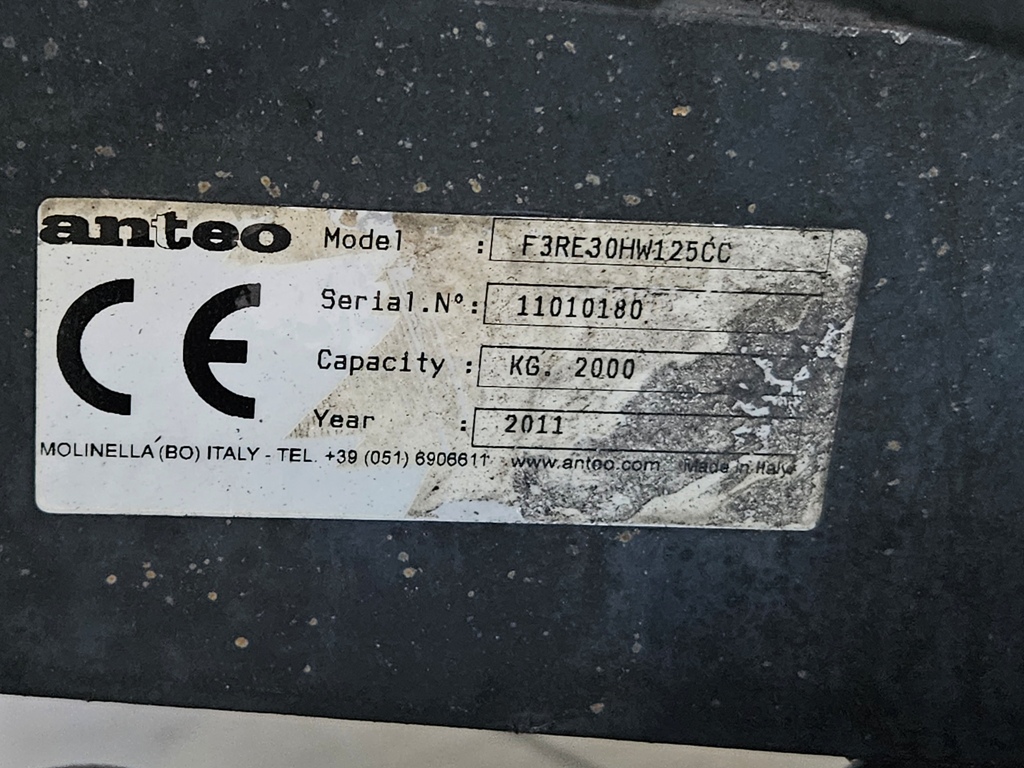 anteo Model : F3RE30HW125CC
CE Serial.Nº: 11010180
Capacity : KG. 2000
Year : 2011
MOLINELLA (BO) ITALY - TEL. +39 (051) 6906611 www.anteo.com Made in Italy